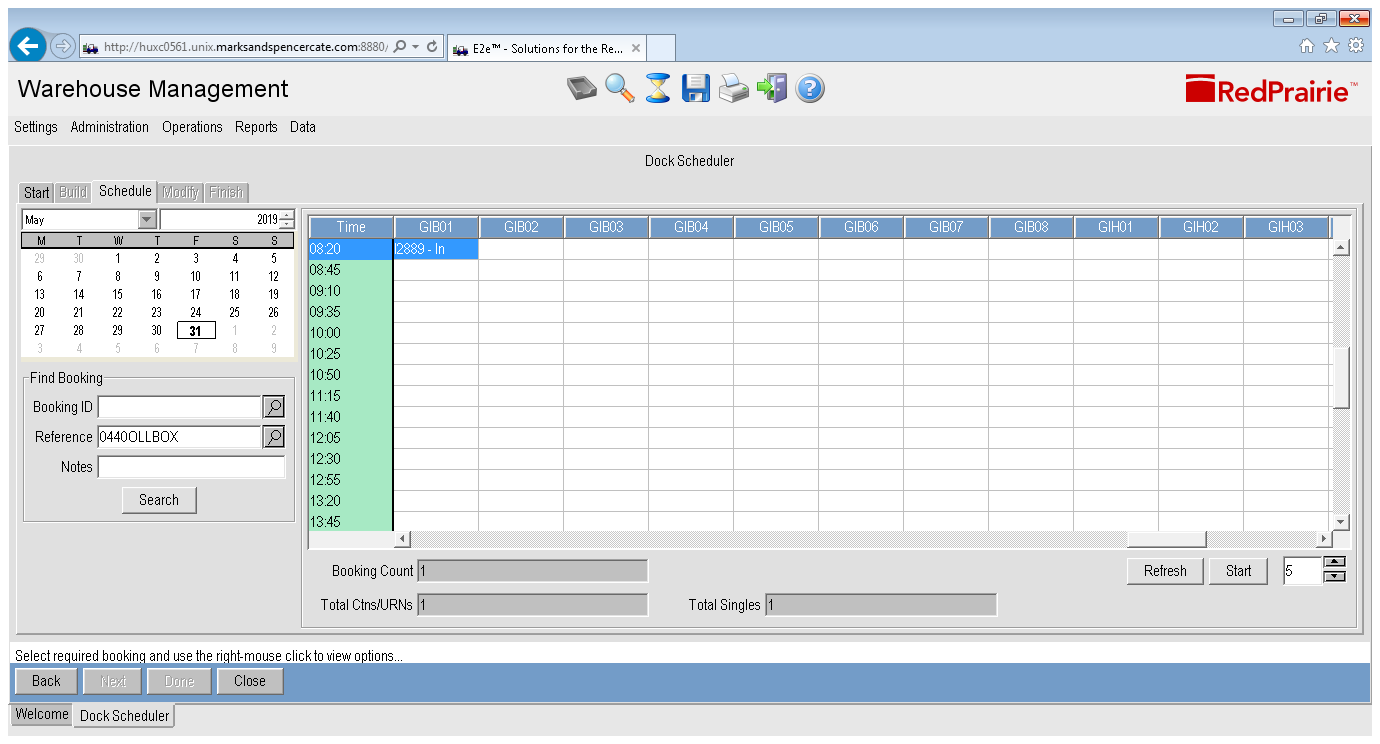 http://huxc0561.unix.marksandspencercate.com:8880/
E2e™ - Solutions for the Re...
Warehouse Management
RedPrairie™
Settings Administration Operations Reports Data
Dock Scheduler
Start Build Schedule Modify Finish
May 2019
M T W T F S S
29 30 1 2 3 4 5
6 7 8 9 10 11 12
13 14 15 16 17 18 19
20 21 22 23 24 25 26
27 28 29 30 31 1 2
3 4 5 6 7 8 9
Find Booking
Booking ID
Reference 0440OLLBOX
Notes
Search
Time GIB01 GIB02 GIB03 GIB04 GIB05 GIB06 GIB07 GIB08 GIH01 GIH02 GIH03
08:20 2889 - In
08:45
09:10
09:35
10:00
10:25
10:50
11:15
11:40
12:05
12:30
12:55
13:20
13:45
Booking Count 1
Refresh Start 5
Total Ctns/URNs 1 Total Singles 1
Select required booking and use the right-mouse click to view options...
Back Next Done Close
Welcome Dock Scheduler